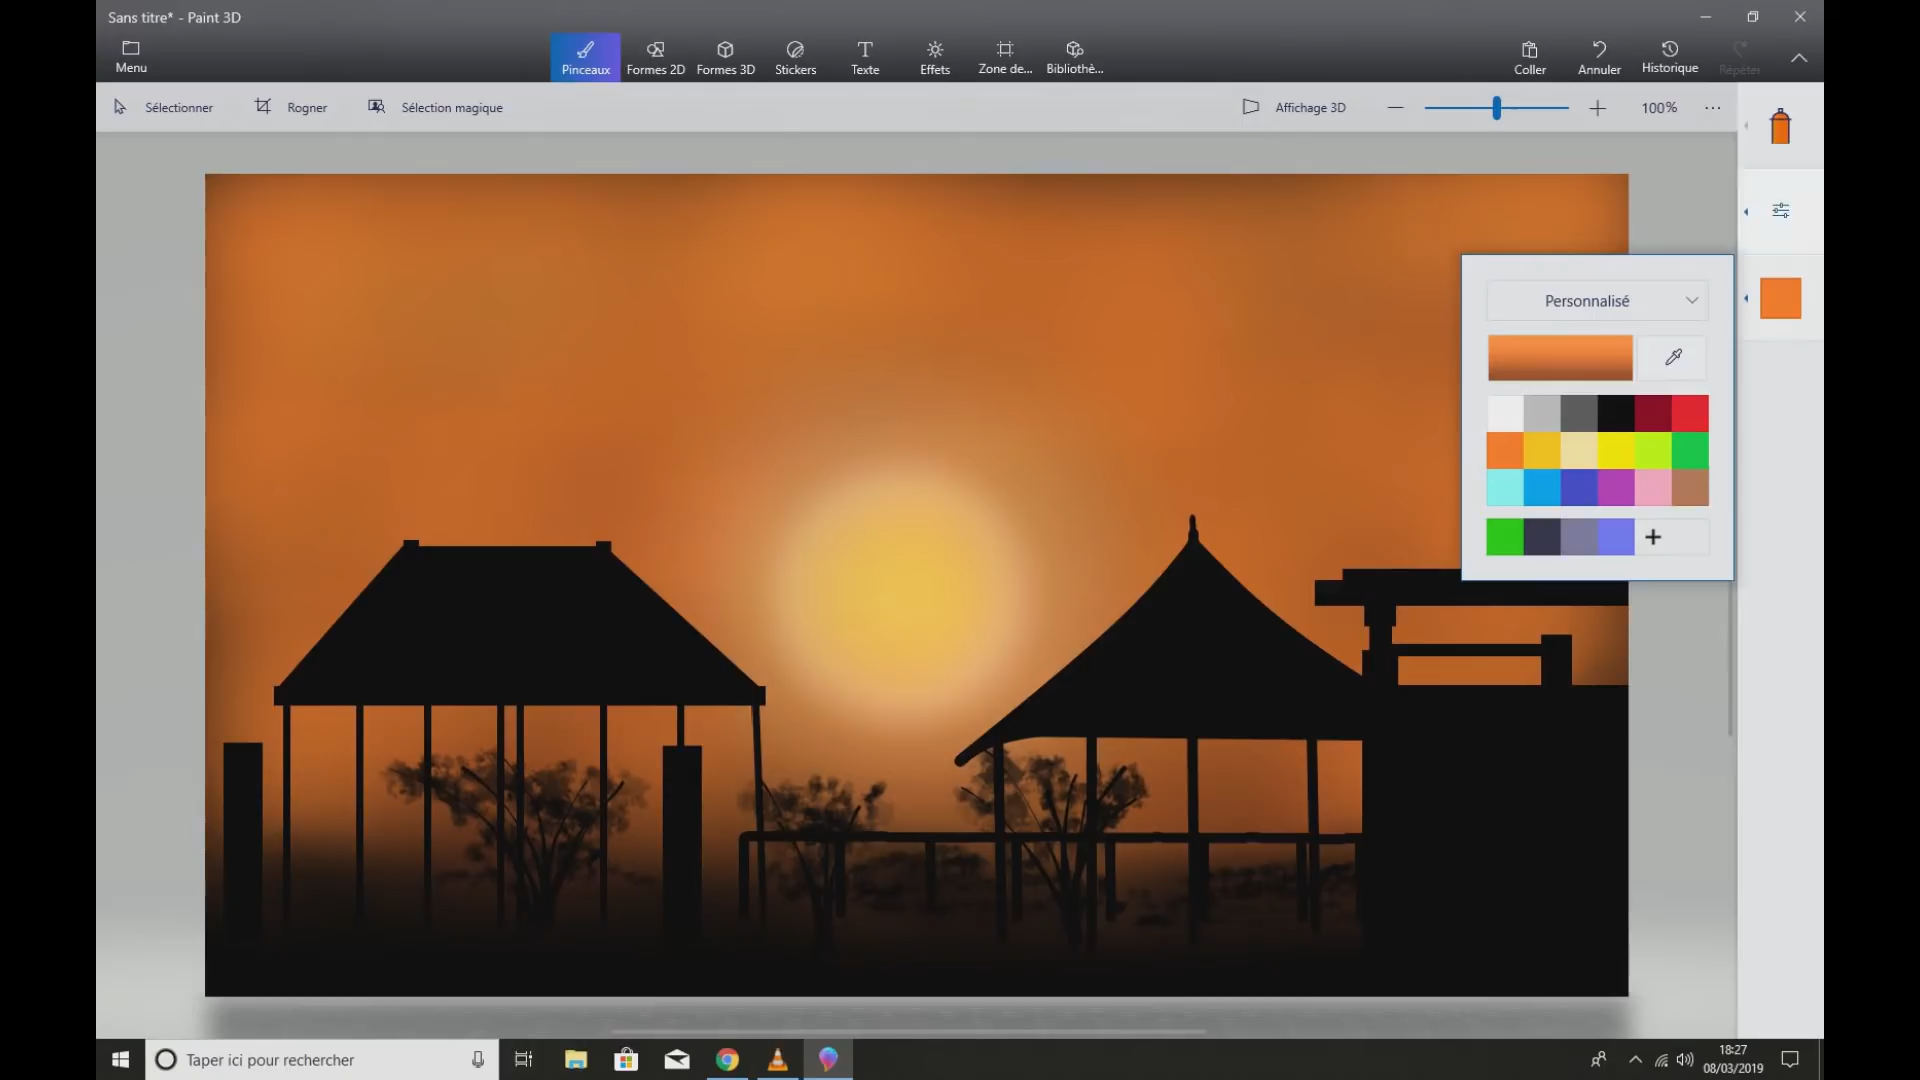 Sans titre* - Paint 3D
Menu
Pinceaux
Formes 2D
Formes 3D
Stickers
Texte
Effets
Zone de...
Bibliothè...
Coller
Annuler
Historique
Répéter
Sélectionner
Rogner
Sélection magique
Affichage 3D
100%
Personnalisé
Taper ici pour rechercher
18:27
08/03/2019